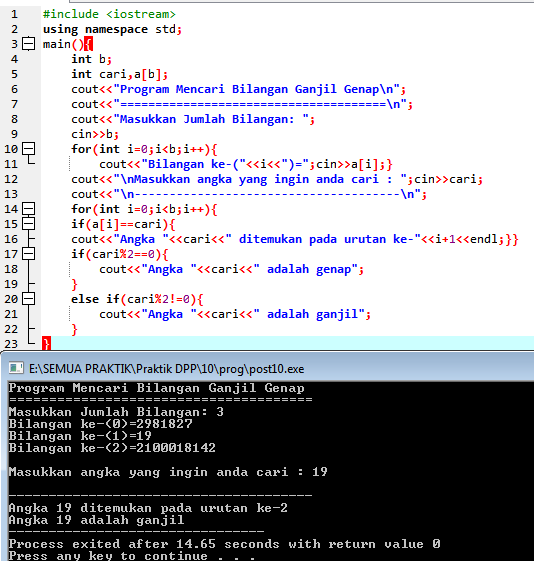 1 #include <iostream>
2 using namespace std;
3 main(){
4 int b;
5 int cari,a[b];
6 cout<<"Program Mencari Bilangan Ganjil Genap\n";
7 cout<<"======================================\n";
8 cout<<"Masukkan Jumlah Bilangan: ";
9 cin>>b;
10 for(int i=0;i<b;i++){
11 cout<<"Bilangan ke-("<<i<<")=";cin>>a[i];}
12 cout<<"\nMasukkan angka yang ingin anda cari : ";cin>>cari;
13 cout<<"\n--------------------------------------\n";
14 for(int i=0;i<b;i++){
15 if(a[i]==cari){
16 cout<<"Angka "<<cari<<" ditemukan pada urutan ke-"<<i+1<<endl;}}
17 if(cari%2==0){
18 cout<<"Angka "<<cari<<" adalah genap";
19 }
20 else if(cari%2!=0){
21 cout<<"Angka "<<cari<<" adalah ganjil";
22 }
23 }
E:\SEMUA PRAKTIK\Praktik DPP\10\prog\post10.exe
Program Mencari Bilangan Ganjil Genap
======================================
Masukkan Jumlah Bilangan: 3
Bilangan ke-(0)=2981827
Bilangan ke-(1)=19
Bilangan ke-(2)=2100018142
Masukkan angka yang ingin anda cari : 19
--------------------------------------
Angka 19 ditemukan pada urutan ke-2
Angka 19 adalah ganjil
--------------------------------
Process exited after 14.65 seconds with return value 0
Press any key to continue . . .